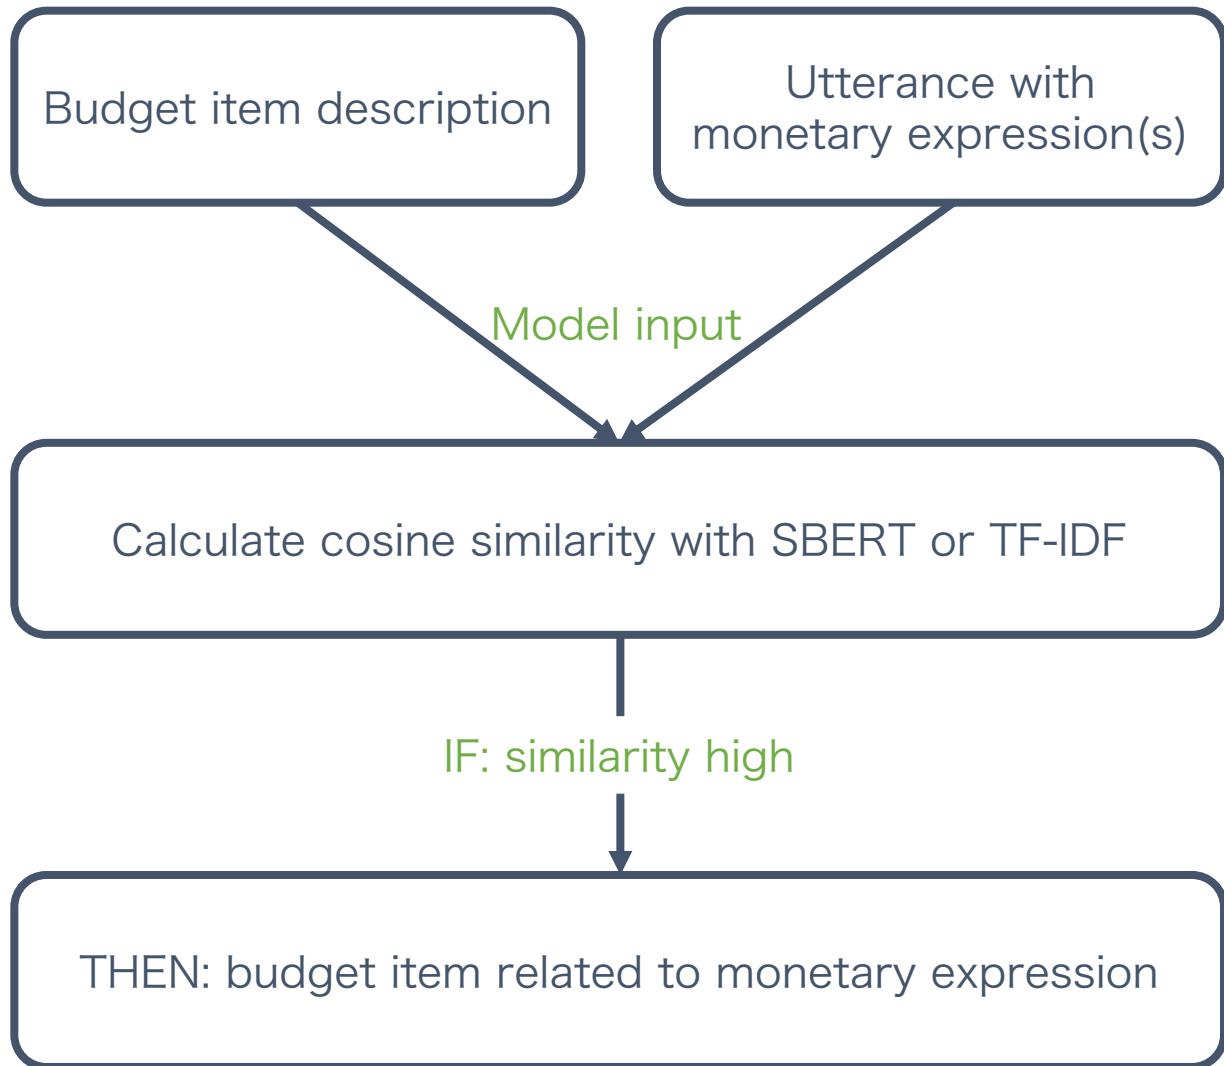 Budget item description
Utterance with
monetary expression(s)
Model input
Calculate cosine similarity with SBERT or TF-IDF
IF: similarity high
THEN: budget item related to monetary expression